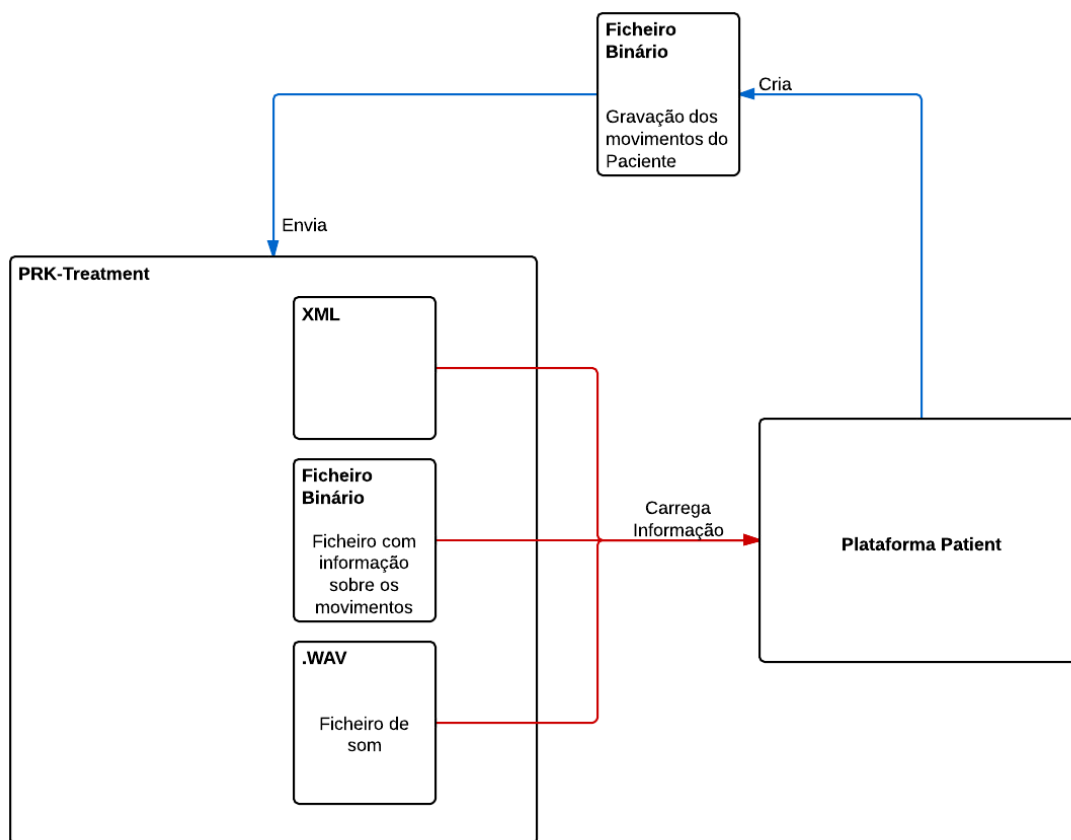 Ficheiro
Binário
Gravação dos
movimentos do
Paciente
Cria
Envia
PRK-Treatment
XML
Ficheiro
Binário
Ficheiro com
informação
sobre os
movimentos
.WAV
Ficheiro de
som
Carrega
Informação
Plataforma Patient